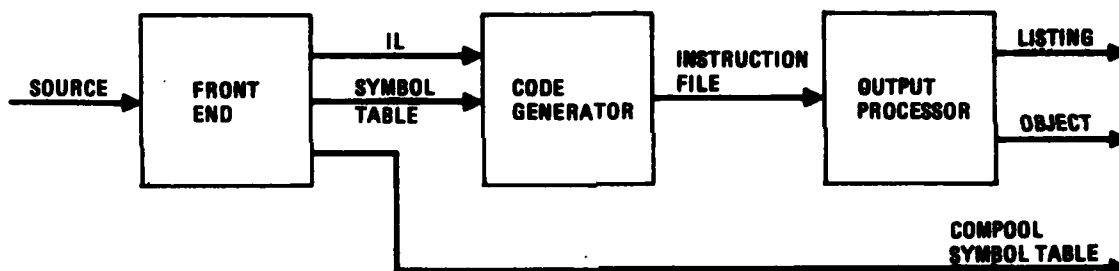 SOURCE
FRONT
END
IL
SYMBOL
TABLE
CODE
GENERATOR
INSTRUCTION
FILE
OUTPUT
PROCESSOR
LISTING
OBJECT
COMPOOL
SYMBOL TABLE